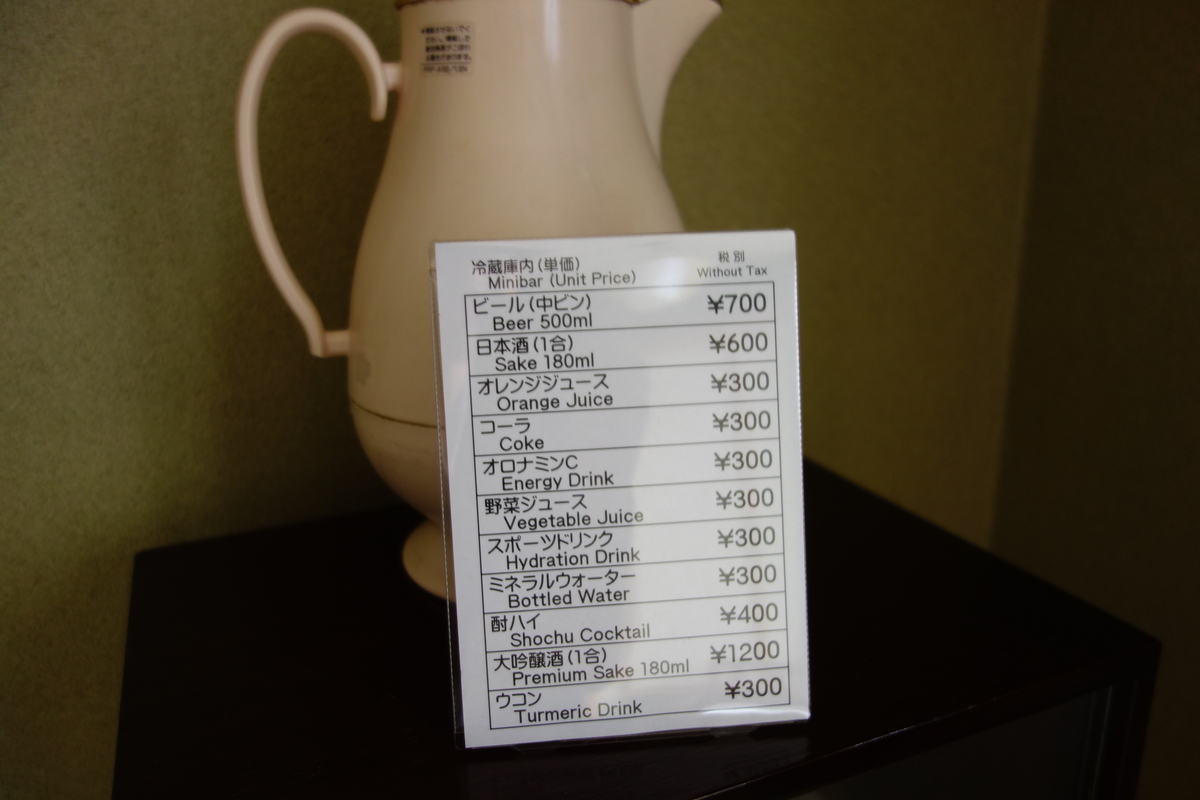 冷蔵庫内(単価)
Minibar (Unit Price)
税別
Without Tax
ビール(中ビン)
Beer 500ml
¥700
日本酒(1合)
Sake 180ml
¥600
オレンジジュース
Orange Juice
¥300
コーラ
Coke
¥300
オロナミンC
Energy Drink
¥300
野菜ジュース
Vegetable Juice
¥300
スポーツドリンク
Hydration Drink
¥300
ミネラルウォーター
Bottled Water
¥300
酎ハイ
Shochu Cocktail
¥400
大吟醸酒(1合)
Premium Sake 180ml
¥1200
ウコン
Turmeric Drink
¥300